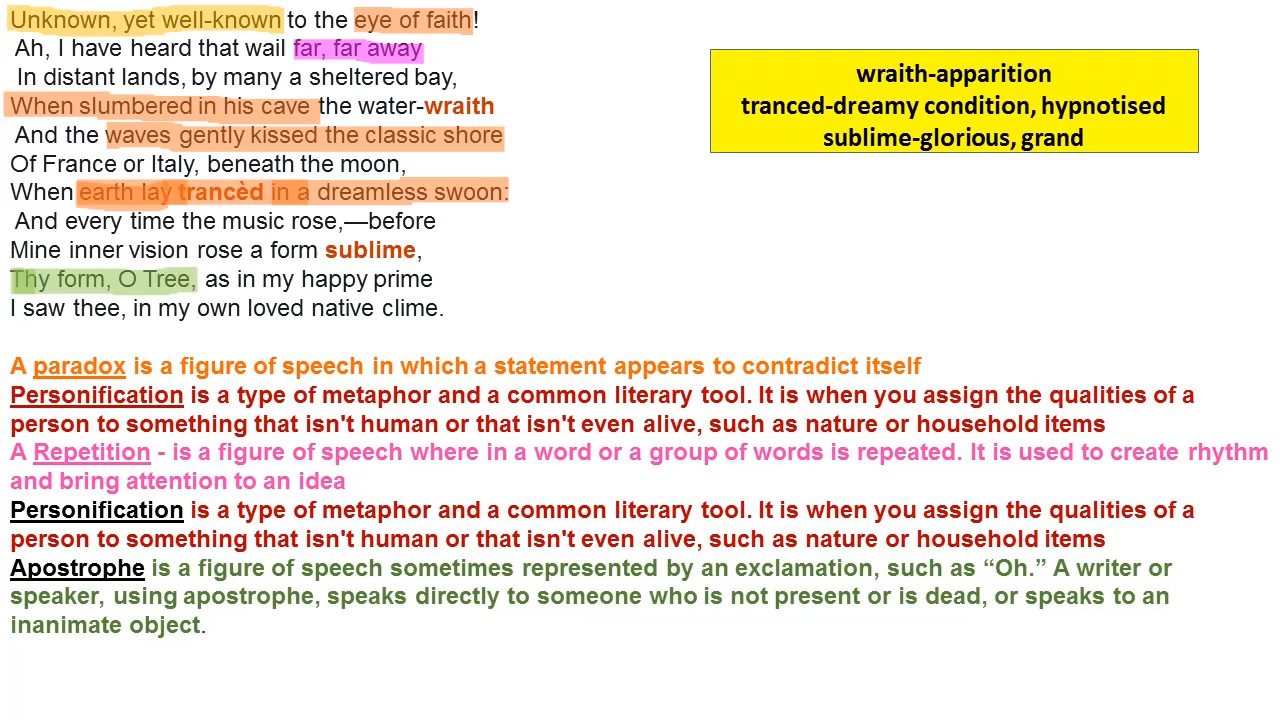 Unknown, yet well-known to the eye of faith!
Ah, I have heard that wail far, far away
In distant lands, by many a sheltered bay,
When slumbered in his cave the water-wraith
And the waves gently kissed the classic shore
Of France or Italy, beneath the moon,
When earth lay trancèd in a dreamless swoon:
And every time the music rose,—before
Mine inner vision rose a form sublime,
Thy form, O Tree, as in my happy prime
I saw thee, in my own loved native clime.
wraith-apparition
tranced-dreamy condition, hypnotised
sublime-glorious, grand
A paradox is a figure of speech in which a statement appears to contradict itself
Personification is a type of metaphor and a common literary tool. It is when you assign the qualities of a
person to something that isn't human or that isn't even alive, such as nature or household items
A Repetition - is a figure of speech where in a word or a group of words is repeated. It is used to create rhythm
and bring attention to an idea
Personification is a type of metaphor and a common literary tool. It is when you assign the qualities of a
person to something that isn't human or that isn't even alive, such as nature or household items
Apostrophe is a figure of speech sometimes represented by an exclamation, such as “Oh.” A writer or
speaker, using apostrophe, speaks directly to someone who is not present or is dead, or speaks to an
inanimate object.